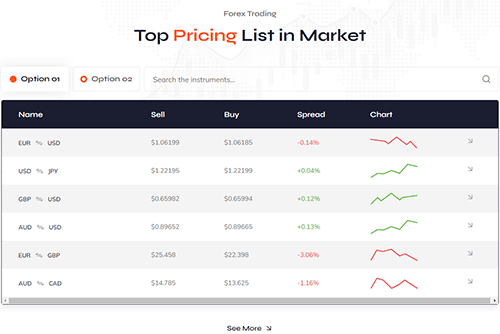 Forex Trading
Top Pricing List in Market
Option 01 Option 02 Search the instruments...
Name Sell Buy Spread Chart
EUR USD $1.06199 $1.06185 -0.14%
USD JPY $1.22195 $1.22199 +0.04%
GBP USD $0.65982 $0.65994 +0.12%
AUD USD $0.89652 $0.89665 +0.13%
EUR GBP $25.458 $22.398 -3.06%
AUD CAD $14.785 $13.625 -1.16%
See More